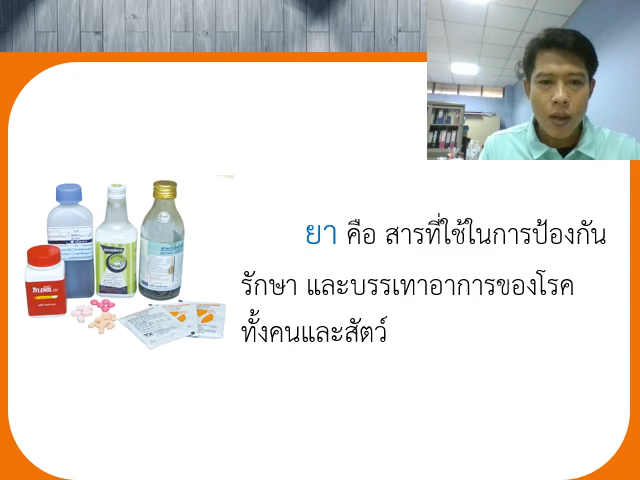 ยา คือ สารที่ใช้ในการป้องกัน
รักษา และบรรเทาอาการของโรค
ทั้งคนและสัตว์
TYLENOL